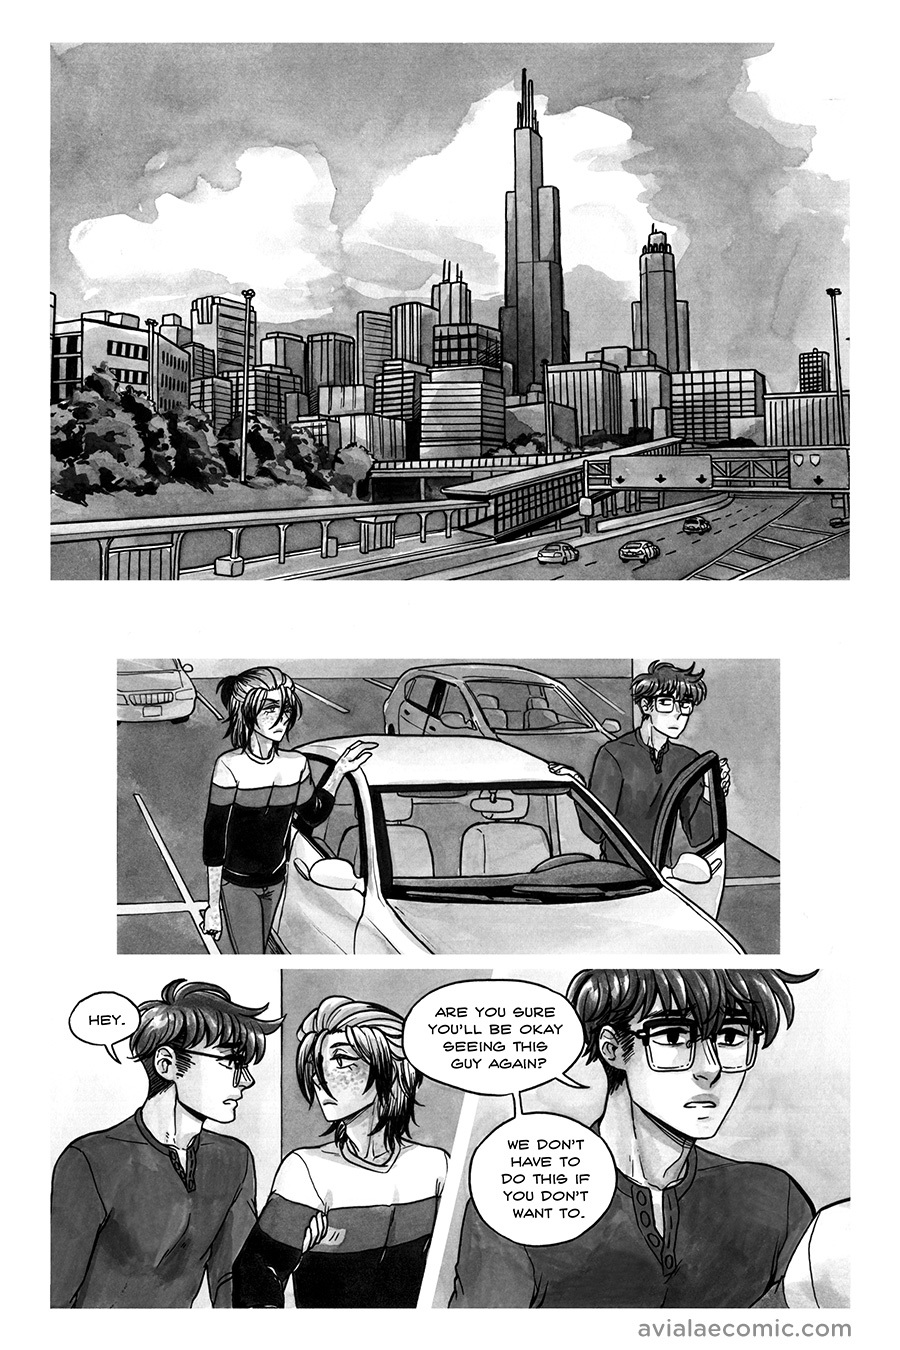 HEY.
ARE YOU SURE
YOU'LL BE OKAY
SEEING THIS
GUY AGAIN?
WE DON'T
HAVE TO
DO THIS IF
YOU DON'T
WANT TO.
avialaecomic.com